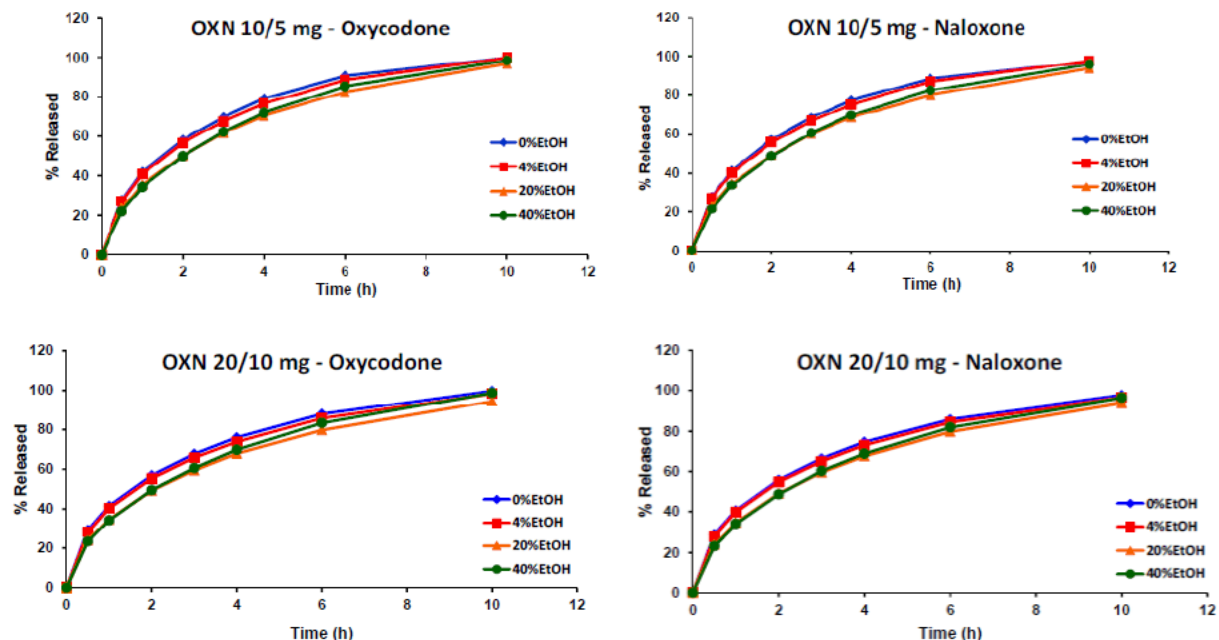 OXN 10/5 mg - Oxycodone
120
100
80
60
40
20
0
% Released
0%EtOH
4%EtOH
20%EtOH
40%EtOH
0 2 4 6 8 10 12
Time (h)
OXN 10/5 mg - Naloxone
120
100
80
60
40
20
0
% Released
0%EtOH
4%EtOH
20%EtOH
40%EtOH
0 2 4 6 8 10 12
Time (h)
OXN 20/10 mg - Oxycodone
120
100
80
60
40
20
0
% Released
0%EtOH
4%EtOH
20%EtOH
40%EtOH
0 2 4 6 8 10 12
Time (h)
OXN 20/10 mg - Naloxone
120
100
80
60
40
20
0
% Released
0%EtOH
4%EtOH
20%EtOH
40%EtOH
0 2 4 6 8 10 12
Time (h)